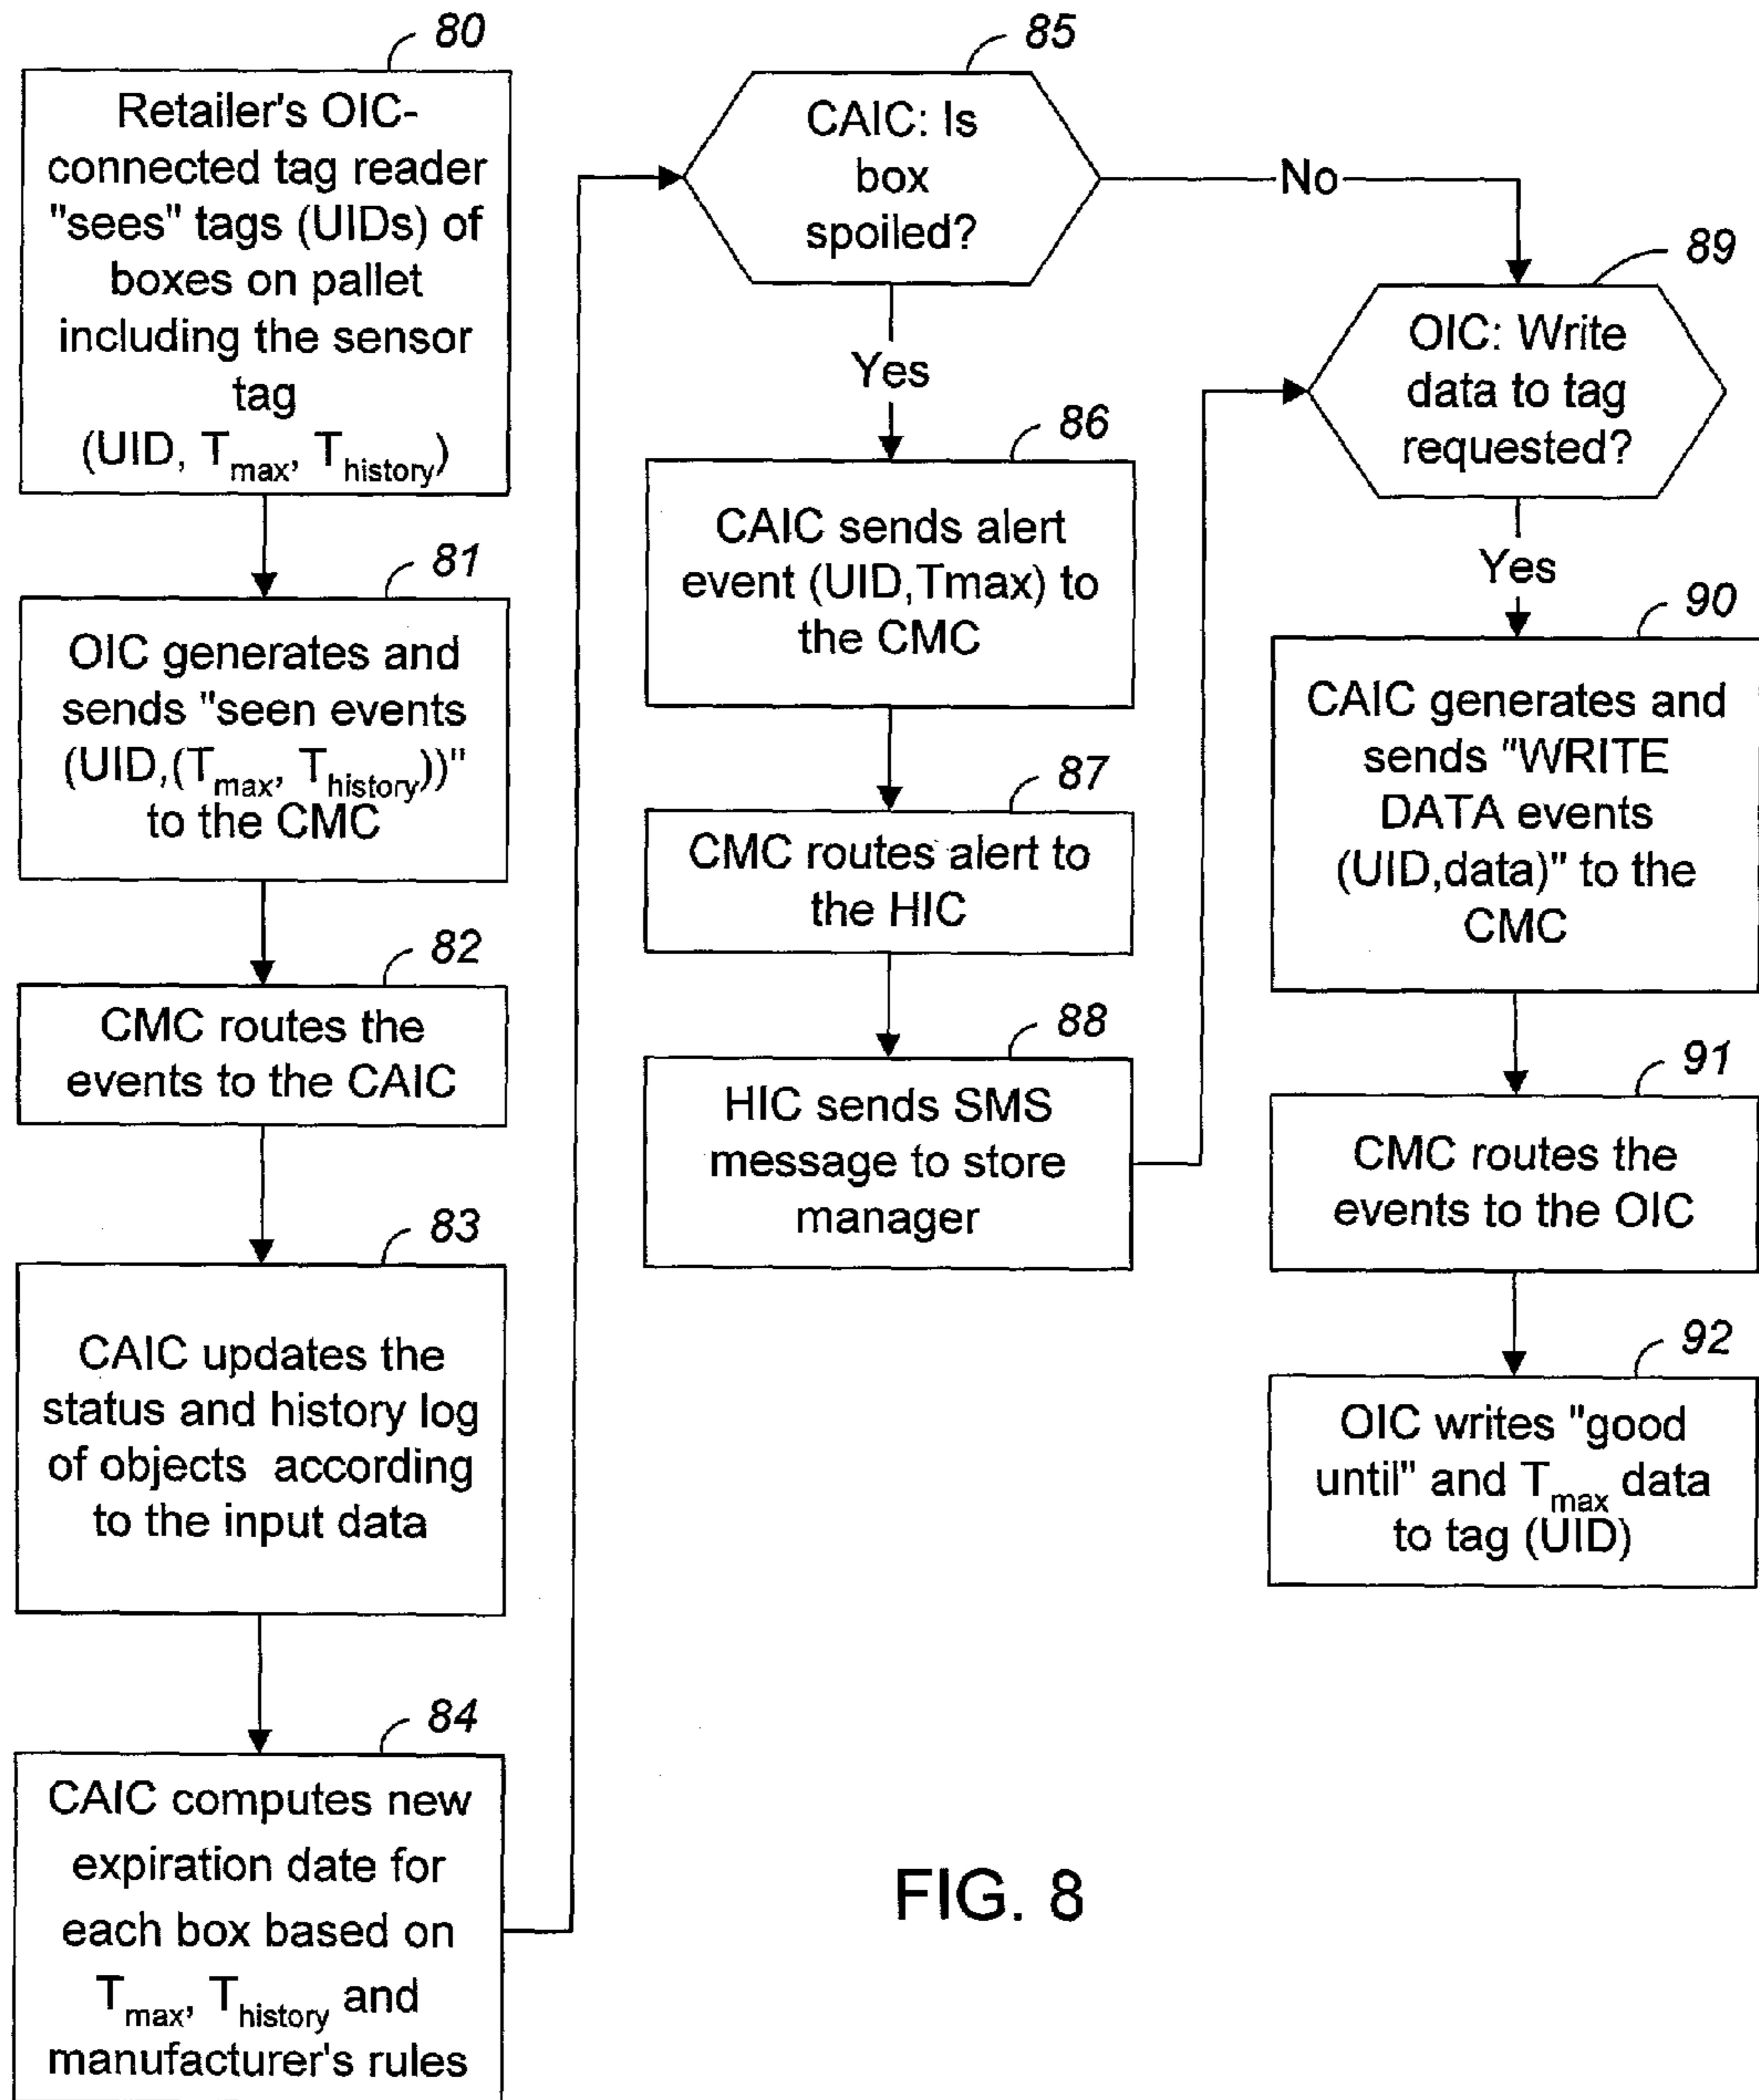 80
Retailer's OIC-
connected tag reader
"sees" tags (UIDs) of
boxes on pallet
including the sensor
tag
(UID, Tmax, Thistory)
81
OIC generates and
sends "seen events
(UID,(Tmax, Thistory))"
to the CMC
82
CMC routes the
events to the CAIC
83
CAIC updates the
status and history log
of objects according
to the input data
84
CAIC computes new
expiration date for
each box based on
Tmax, Thistory and
manufacturer's rules
85
CAIC: Is
box
spoiled?
No
Yes
86
CAIC sends alert
event (UID,Tmax) to
the CMC
87
CMC routes alert to
the HIC
88
HIC sends SMS
message to store
manager
89
OIC: Write
data to tag
requested?
Yes
90
CAIC generates and
sends "WRITE
DATA events
(UID,data)" to the
CMC
91
CMC routes the
events to the OIC
92
OIC writes "good
until" and Tmax data
to tag (UID)
FIG. 8